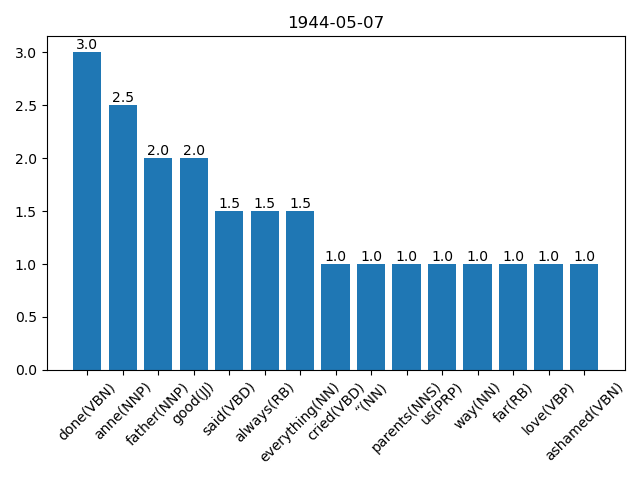 1944-05-07
3.0
2.5
2.0
2.0
1.5
1.5
1.5
1.0
1.0
1.0
1.0
1.0
1.0
1.0
1.0
3.0
2.5
2.0
1.5
1.0
0.5
0.0
done(VBN)
anne(NNP)
father(NNP)
good(JJ)
said(VBD)
always(RB)
everything(NN)
cried(VBD)
“(NN)
parents(NNS)
us(PRP)
way(NN)
far(RB)
love(VBP)
ashamed(VBN)